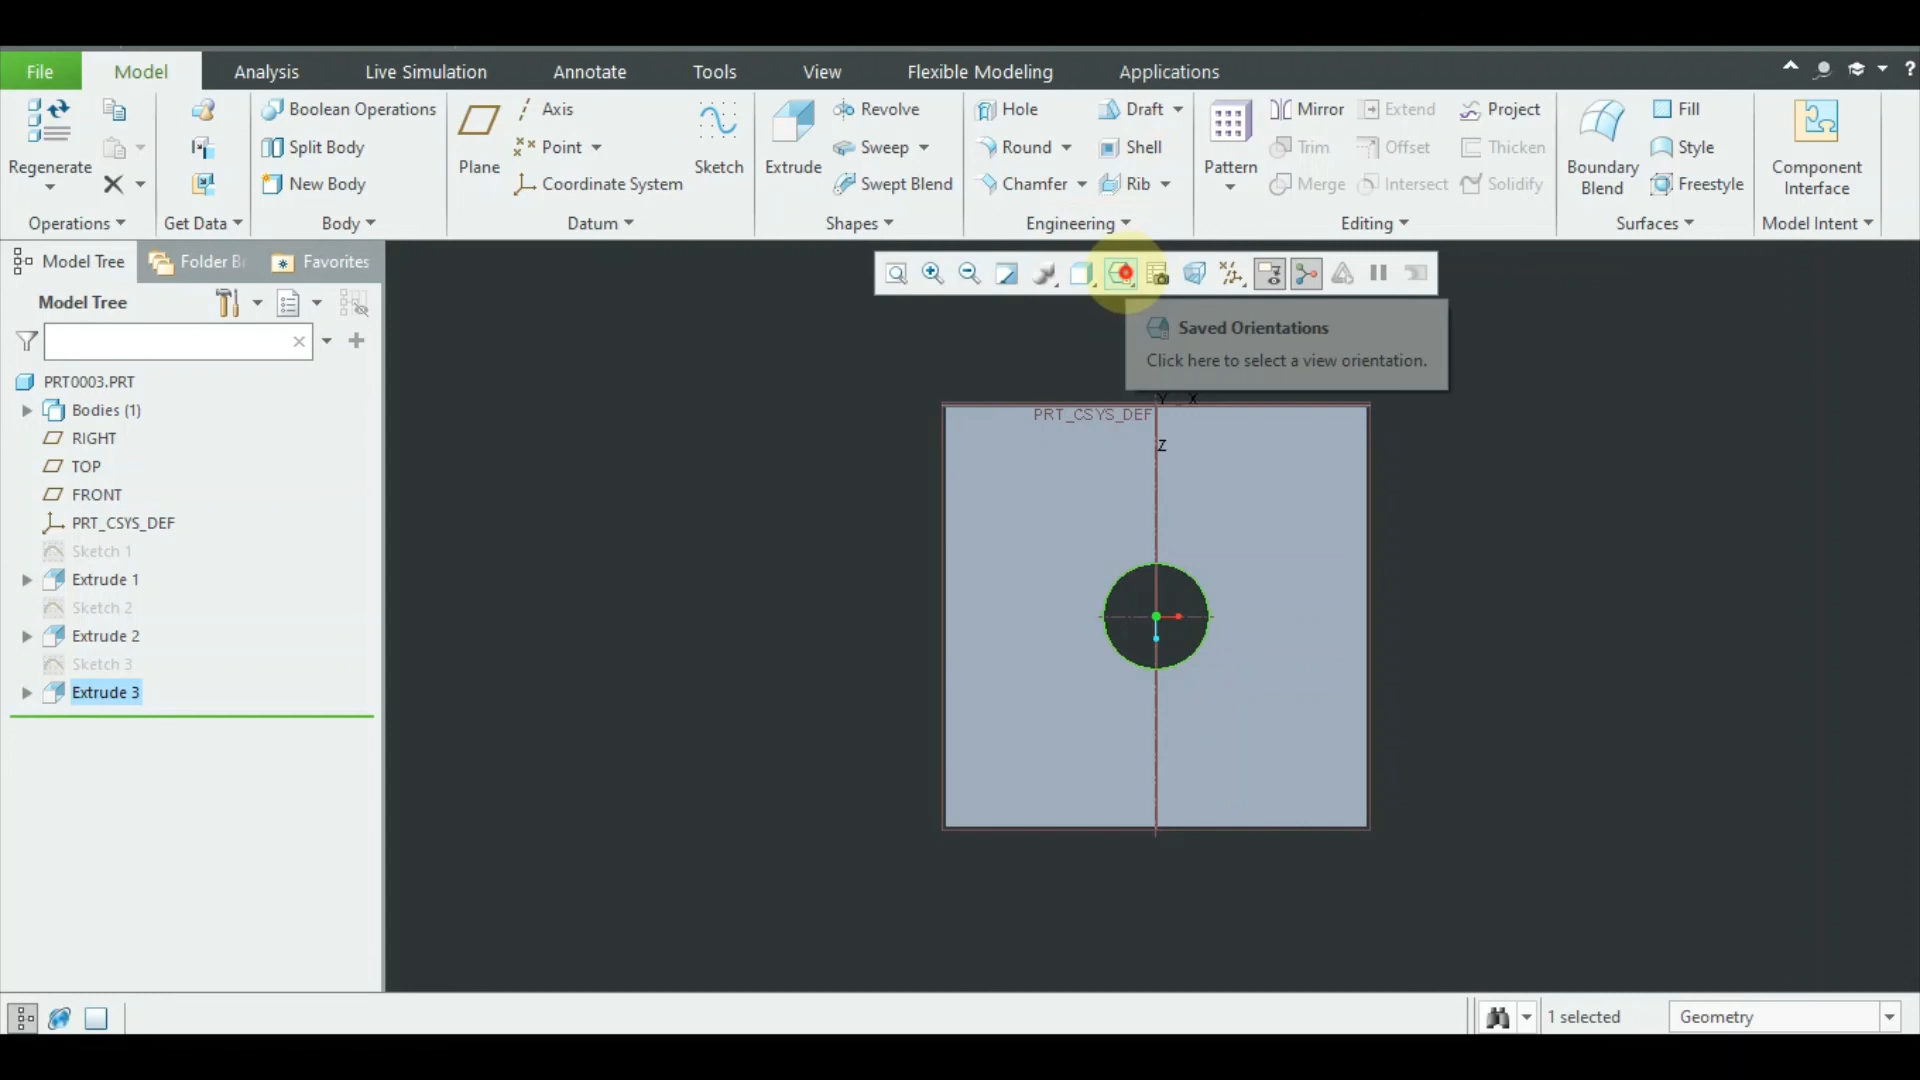 File Model Analysis Live Simulation Annotate Tools View Flexible Modeling Applications ?
Boolean Operations Axis Revolve Hole Draft Mirror Extend Project Fill
Split Body Point Sweep Round Shell Trim Offset Thicken Style
Regenerate Plane Sketch Extrude Pattern Boundary Blend Component Interface
New Body Coordinate System Swept Blend Chamfer Rib Merge Intersect Solidify Freestyle
Operations Get Data Body Datum Shapes Engineering Editing Surfaces Model Intent
Model Tree Folder B Favorites
Model Tree
Saved Orientations
Click here to select a view orientation.
PRT0003.PRT
Bodies (1)
RIGHT
TOP
FRONT
PRT_CSYS_DEF
Sketch 1
Extrude 1
Sketch 2
Extrude 2
Sketch 3
Extrude 3
Y X
PRT_CSYS_DEF
Z
1 selected Geometry